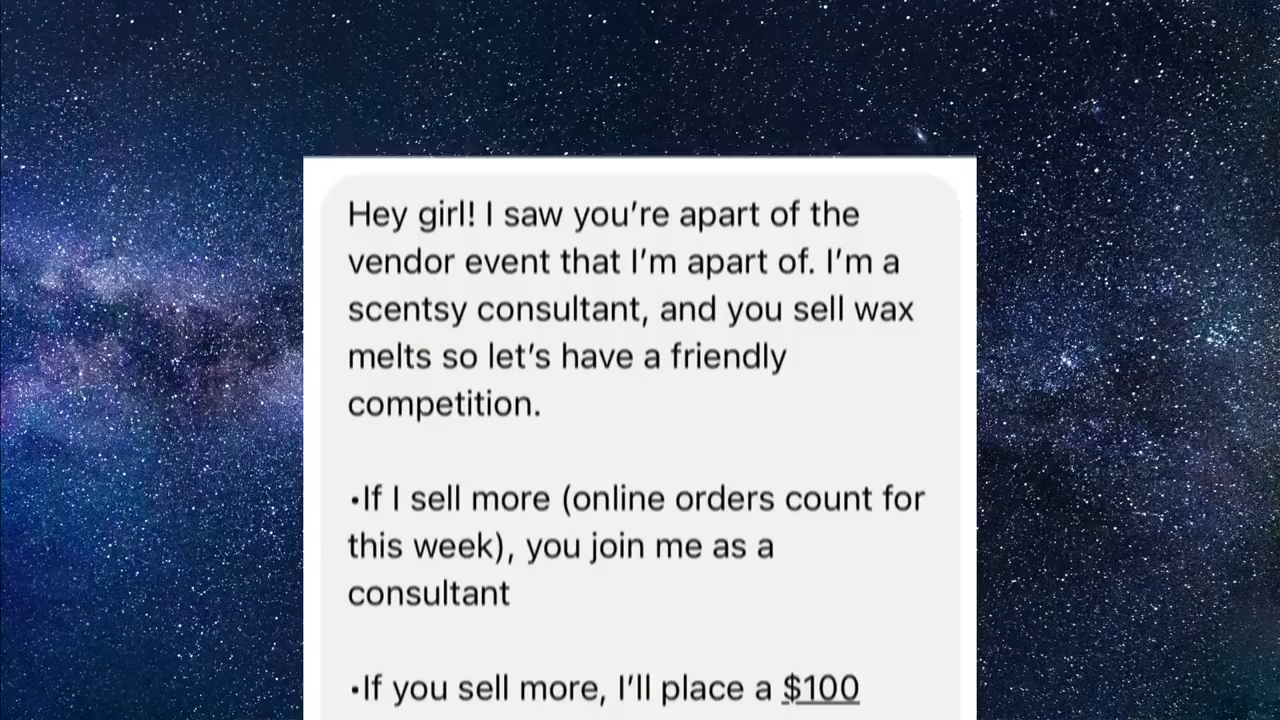 Hey girl! I saw you’re apart of the
vendor event that I’m apart of. I’m a
scentsy consultant, and you sell wax
melts so let’s have a friendly
competition.
•If I sell more (online orders count for
this week), you join me as a
consultant
•If you sell more, I’ll place a $100